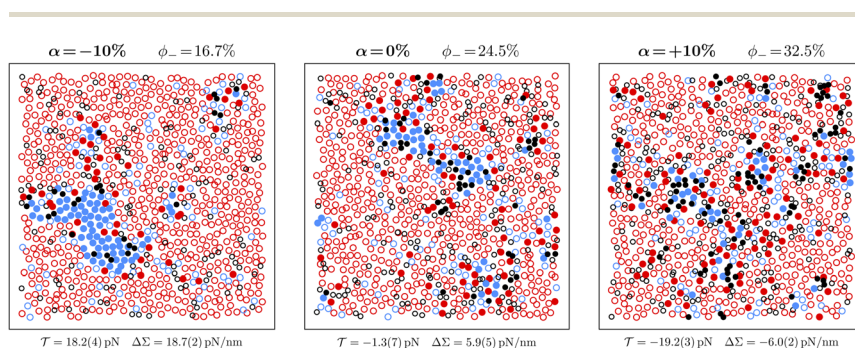 α = −10% ϕ₋ = 16.7%
α = 0% ϕ₋ = 24.5%
α = +10% ϕ₋ = 32.5%
𝒯 = 18.2(4) pN ΔΣ = 18.7(2) pN/nm
𝒯 = −1.3(7) pN ΔΣ = 5.9(5) pN/nm
𝒯 = −19.2(3) pN ΔΣ = −6.0(2) pN/nm